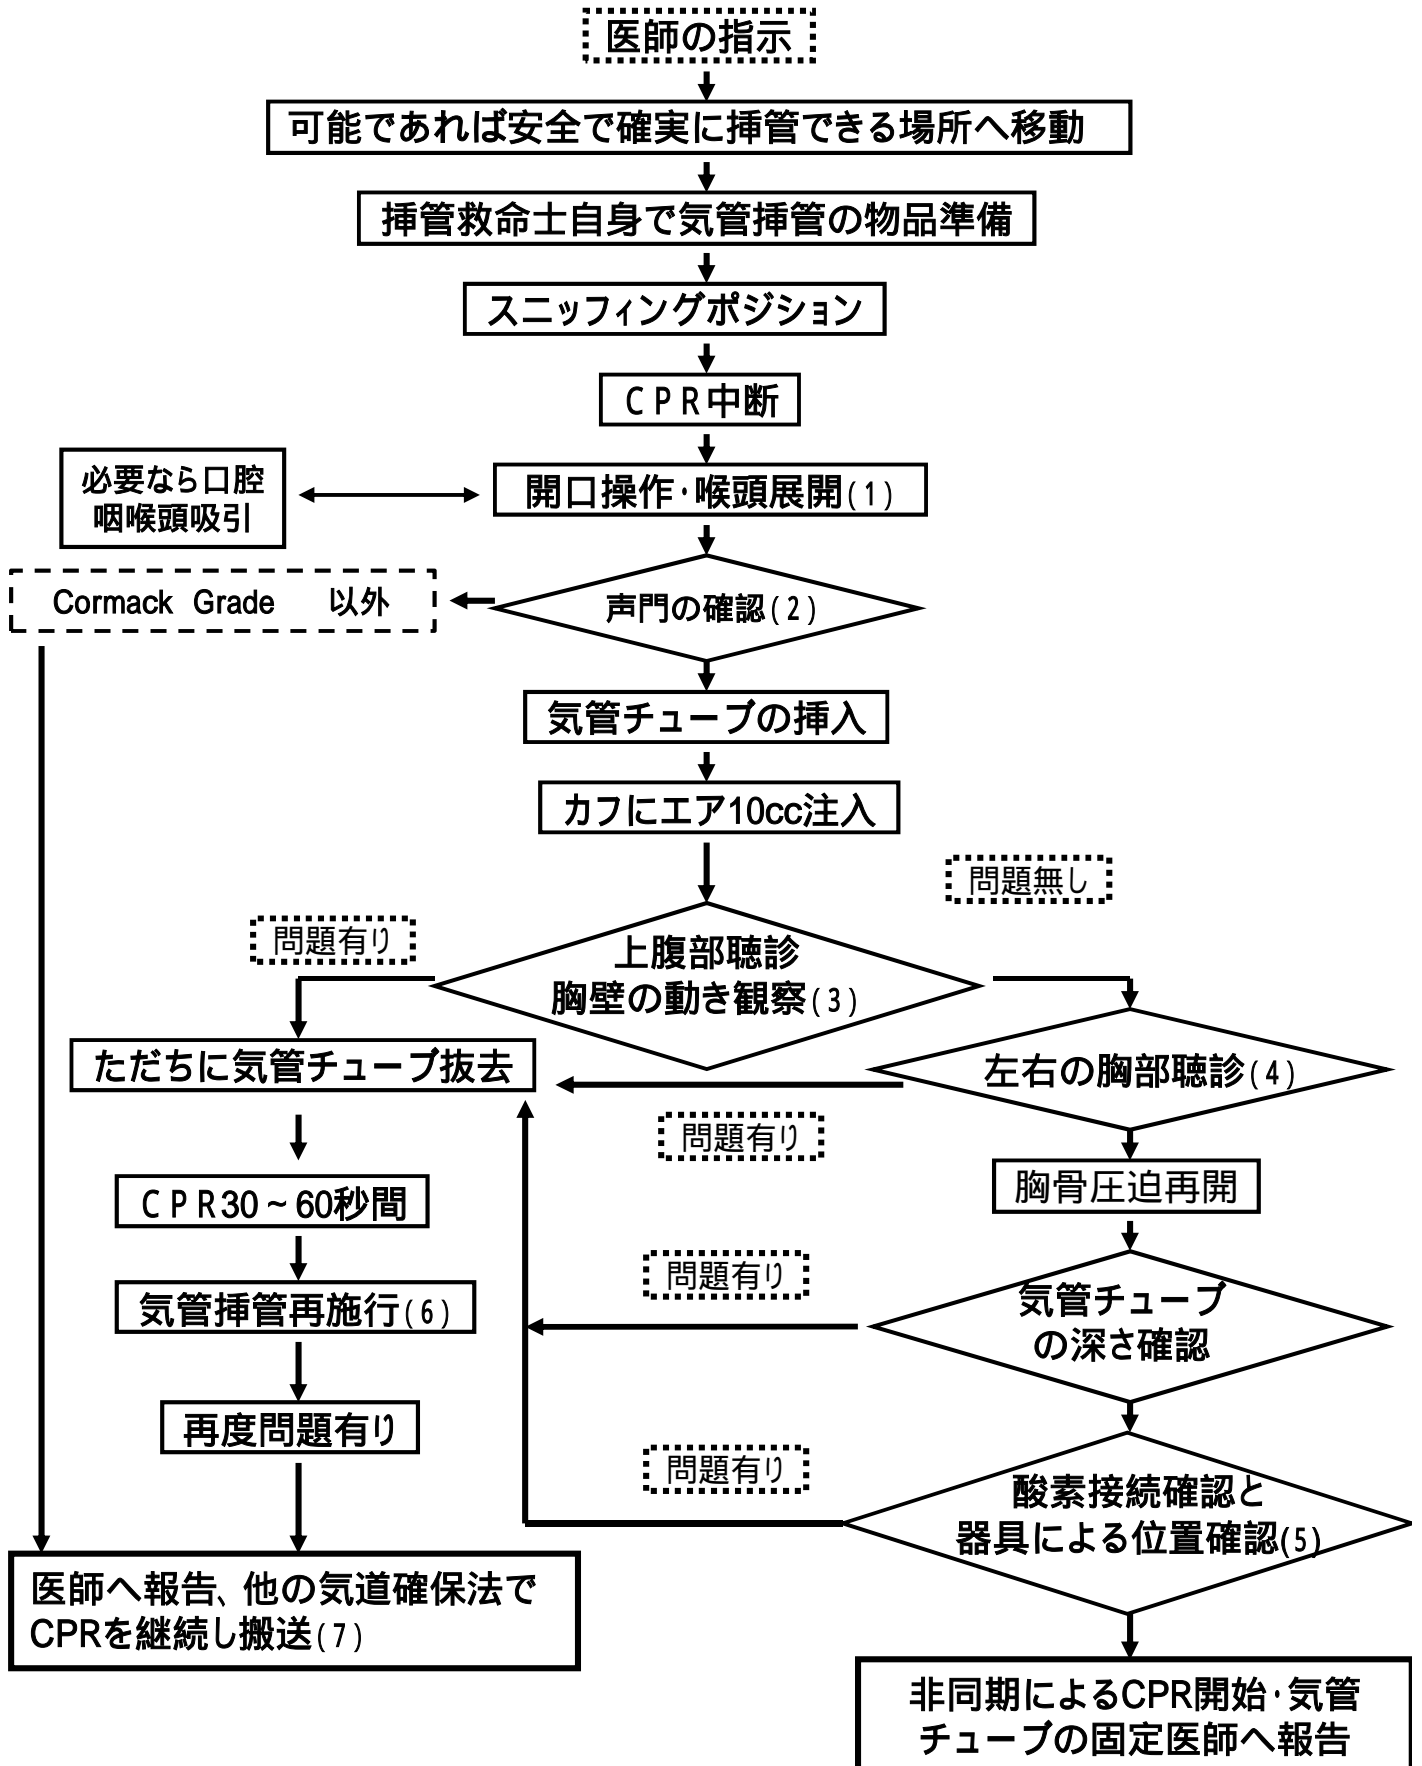 医師の指示
可能であれば安全で確実に挿管できる場所へ移動
挿管救命士自身で気管挿管の物品準備
スニッフィングポジション
CPR中断
必要なら口腔
咽喉頭吸引
開口操作・喉頭展開(1)
Cormack Grade 以外
声門の確認(2)
気管チューブの挿入
カフにエア10cc注入
問題無し
問題有り
上腹部聴診
胸壁の動き観察(3)
ただちに気管チューブ抜去
左右の胸部聴診(4)
問題有り
胸骨圧迫再開
CPR30~60秒間
問題有り
気管チューブ
の深さ確認
気管挿管再施行(6)
再度問題有り
問題有り
酸素接続確認と
器具による位置確認(5)
医師へ報告、他の気道確保法で
CPRを継続し搬送(7)
非同期によるCPR開始・気管
チューブの固定医師へ報告